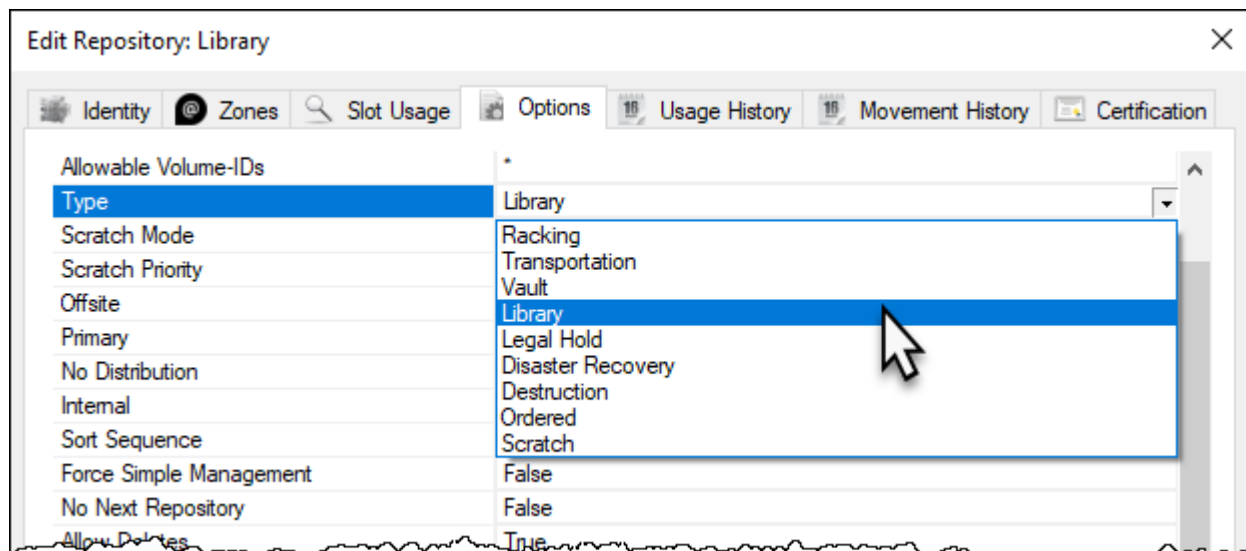 Edit Repository: Library
Identity Zones Slot Usage Options Usage History Movement History Certification
Allowable Volume-IDs *
Type Library
Scratch Mode Racking
Scratch Priority Transportation
Vault
Offsite Library
Primary Legal Hold
No Distribution Disaster Recovery
Internal Destruction
Ordered
Sort Sequence Scratch
Force Simple Management False
No Next Repository False
Allow Deletes True